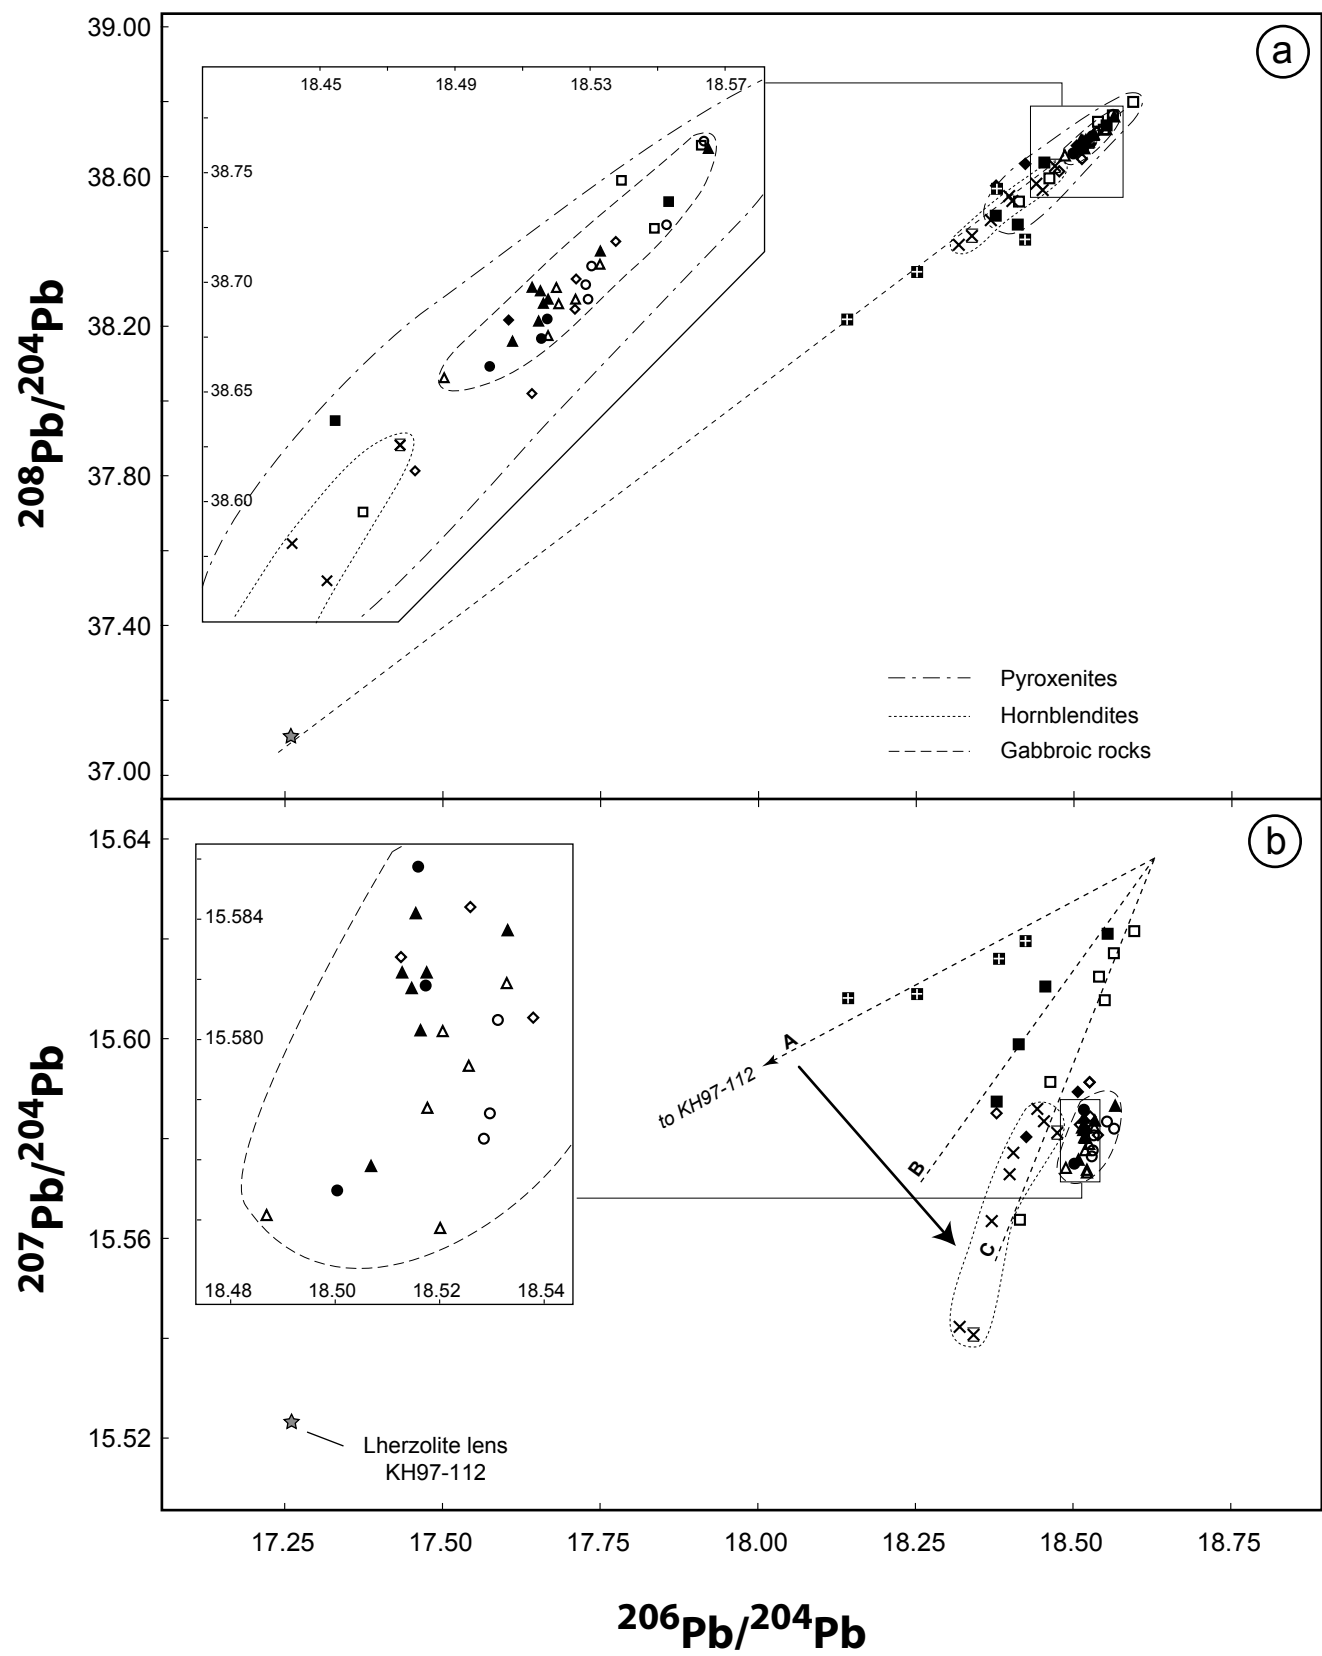 39.00
38.60
38.20
37.80
37.40
37.00
208Pb/204Pb
a
18.45 18.49 18.53 18.57
38.75
38.70
38.65
38.60
Pyroxenites
Hornblendites
Gabbroic rocks
15.64
15.60
15.56
15.52
207Pb/204Pb
b
15.584
15.580
18.48 18.50 18.52 18.54
A
to KH97-112
B
C
Lherzolite lens
KH97-112
17.25 17.50 17.75 18.00 18.25 18.50 18.75
206Pb/204Pb